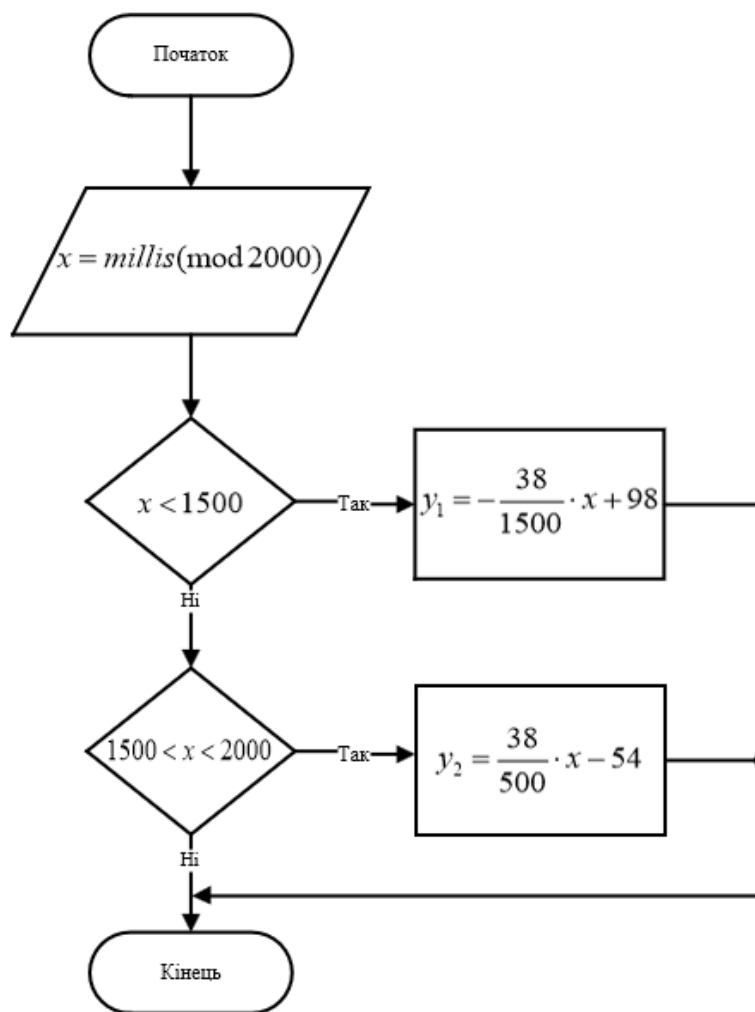 Початок
x = millis(mod 2000)
x < 1500
Так
y₁ = −38/1500 · x + 98
Ні
1500 < x < 2000
Так
y₂ = 38/500 · x − 54
Ні
Кінець